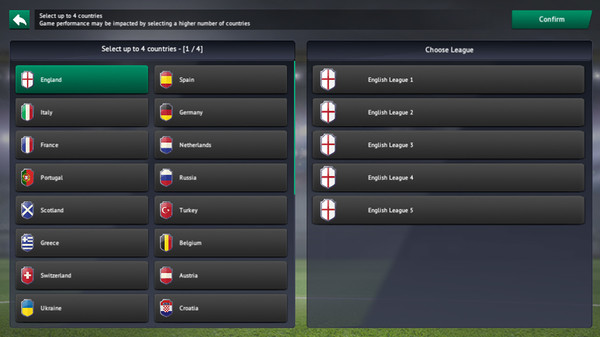 Select up to 4 countries
Game performance may be impacted by selecting a higher number of countries
Confirm
Select up to 4 countries - [1 / 4]
Choose League
England
Spain
Italy
Germany
France
Netherlands
Portugal
Russia
Scotland
Turkey
Greece
Belgium
Switzerland
Austria
Ukraine
Croatia
English League 1
English League 2
English League 3
English League 4
English League 5